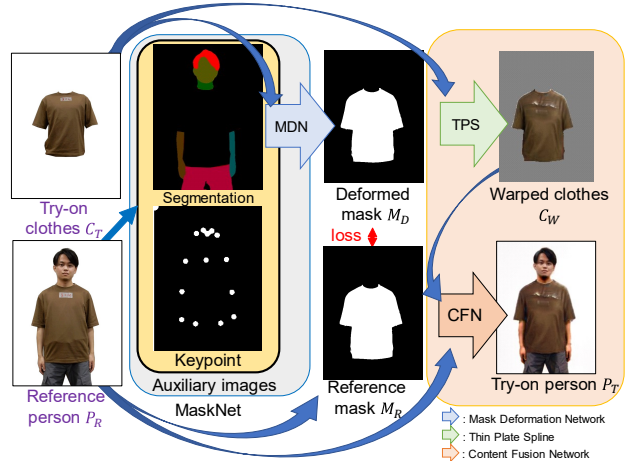 MDN
TPS
Segmentation
Try-on
clothes C_T
Deformed
mask M_D
Warped clothes
C_W
loss
CFN
Keypoint
Auxiliary images
MaskNet
Reference
person P_R
Reference
mask M_R
Try-on person P_T
: Mask Deformation Network
: Thin Plate Spline
: Content Fusion Network